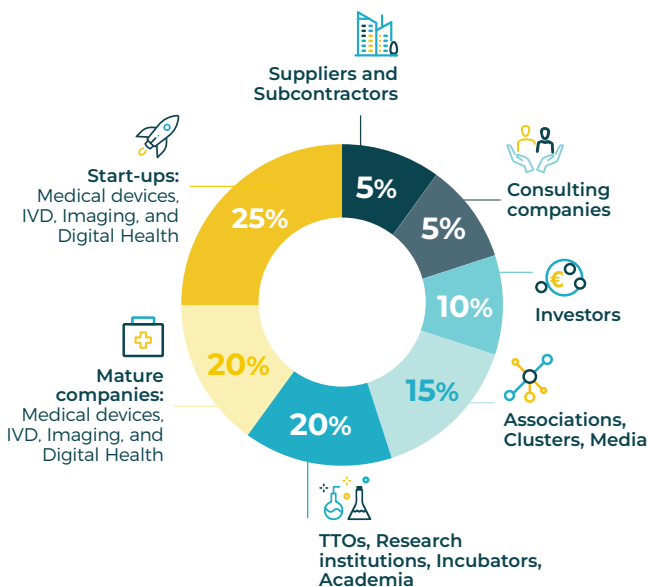 Suppliers and
Subcontractors
5%
Consulting
companies
5%
€
Investors
10%
Associations,
Clusters, Media
15%
TTOs, Research
institutions, Incubators,
Academia
20%
Mature
companies:
Medical devices,
IVD, Imaging, and
Digital Health
20%
Start-ups:
Medical devices,
IVD, Imaging, and
Digital Health
25%